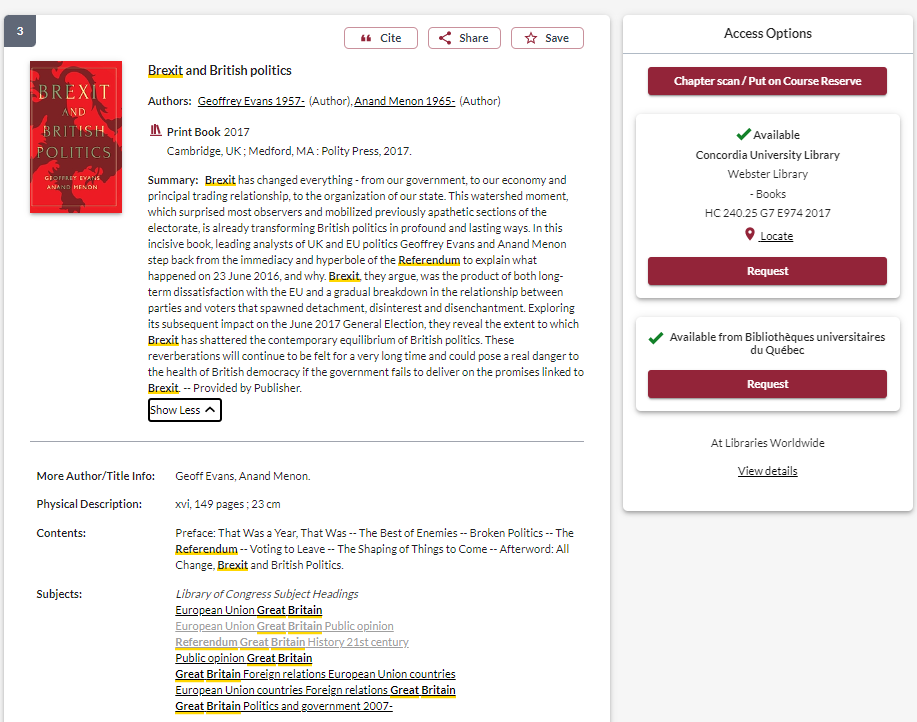 3
Cite
Share
Save
BREXIT
AND
BRITISH
POLITICS
GEOFFREY EVANS
ANAND MENON
Brexit and British politics
Authors: Geoffrey Evans 1957- (Author), Anand Menon 1965- (Author)
Print Book 2017
Cambridge, UK ; Medford, MA : Polity Press, 2017.
Summary: Brexit has changed everything - from our government, to our economy and
principal trading relationship, to the organization of our state. This watershed moment,
which surprised most observers and mobilized previously apathetic sections of the
electorate, is already transforming British politics in profound and lasting ways. In this
incisive book, leading analysts of UK and EU politics Geoffrey Evans and Anand Menon
step back from the immediacy and hyperbole of the Referendum to explain what
happened on 23 June 2016, and why. Brexit, they argue, was the product of both long-
term dissatisfaction with the EU and a gradual breakdown in the relationship between
parties and voters that spawned detachment, disinterest and disenchantment. Exploring
its subsequent impact on the June 2017 General Election, they reveal the extent to which
Brexit has shattered the contemporary equilibrium of British politics. These
reverberations will continue to be felt for a very long time and could pose a real danger to
the health of British democracy if the government fails to deliver on the promises linked to
Brexit. -- Provided by Publisher.
Show Less
More Author/Title Info: Geoff Evans, Anand Menon.
Physical Description: xvi, 149 pages ; 23 cm
Contents: Preface: That Was a Year, That Was -- The Best of Enemies -- Broken Politics -- The
Referendum -- Voting to Leave -- The Shaping of Things to Come -- Afterword: All
Change, Brexit and British Politics.
Subjects: Library of Congress Subject Headings
European Union Great Britain
European Union Great Britain Public opinion
Referendum Great Britain History 21st century
Public opinion Great Britain
Great Britain Foreign relations European Union countries
European Union countries Foreign relations Great Britain
Great Britain Politics and government 2007-
Access Options
Chapter scan / Put on Course Reserve
Available
Concordia University Library
Webster Library
- Books
HC 240.25 G7 E974 2017
Locate
Request
Available from Bibliothèques universitaires
du Québec
Request
At Libraries Worldwide
View details